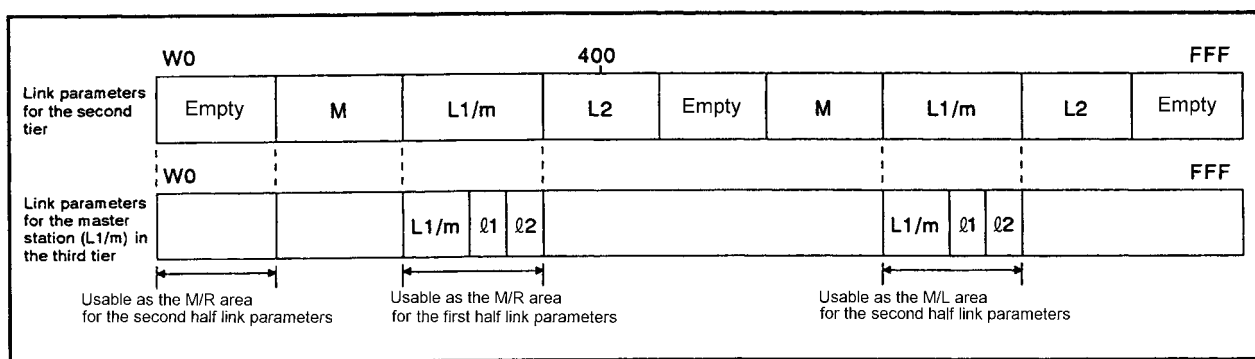 W0 400 FFF
Link parameters
for the second
tier
Empty M L1/m L2 Empty M L1/m L2 Empty
W0 FFF
Link parameters
for the master
station (L1/m) in
the third tier
L1/m ℓ1 ℓ2 L1/m ℓ1 ℓ2
Usable as the M/R area
for the second half link parameters
Usable as the M/R area
for the first half link parameters
Usable as the M/L area
for the second half link parameters